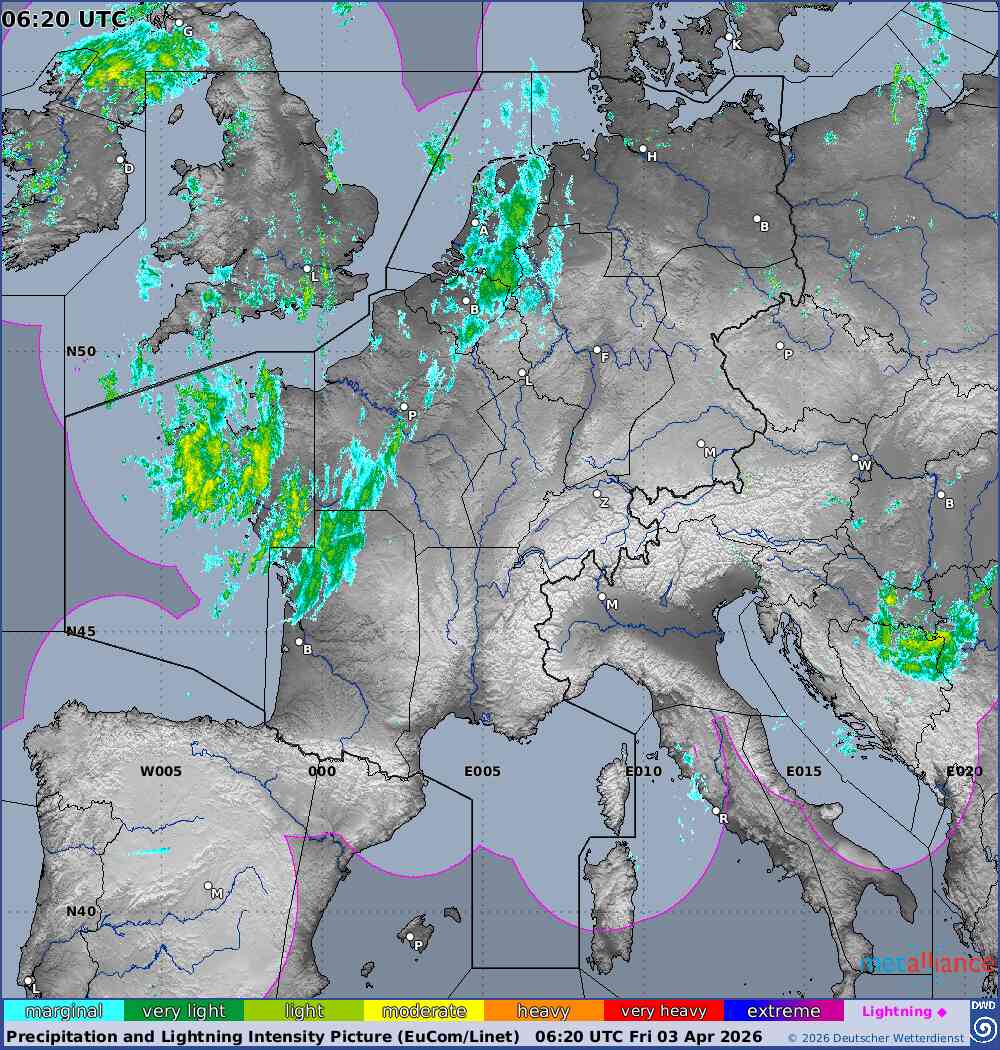 06:20 UTC
G
K
D
H
A
B
L
B
N50
F
P
L
P
M
W
Z
B
M
N45
B
W005
000
E005
E010
E015
E020
R
M
N40
P
L
metalliance
marginal
very light
light
moderate
heavy
very heavy
extreme
Lightning ◆
DWD
Precipitation and Lightning Intensity Picture (EuCom/Linet) 06:20 UTC Fri 03 Apr 2026 © 2026 Deutscher Wetterdienst